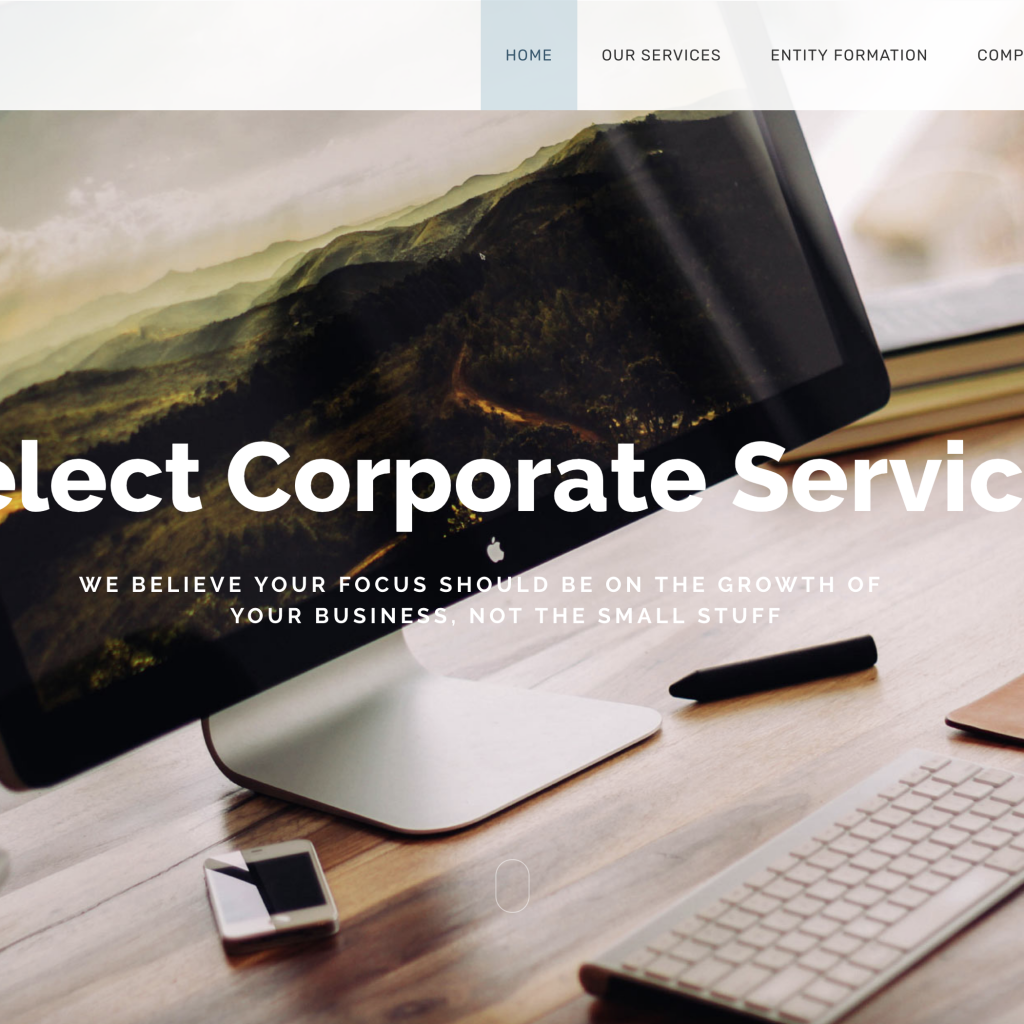 HOME OUR SERVICES ENTITY FORMATION COMP
elect Corporate Servic
WE BELIEVE YOUR FOCUS SHOULD BE ON THE GROWTH OF
YOUR BUSINESS, NOT THE SMALL STUFF